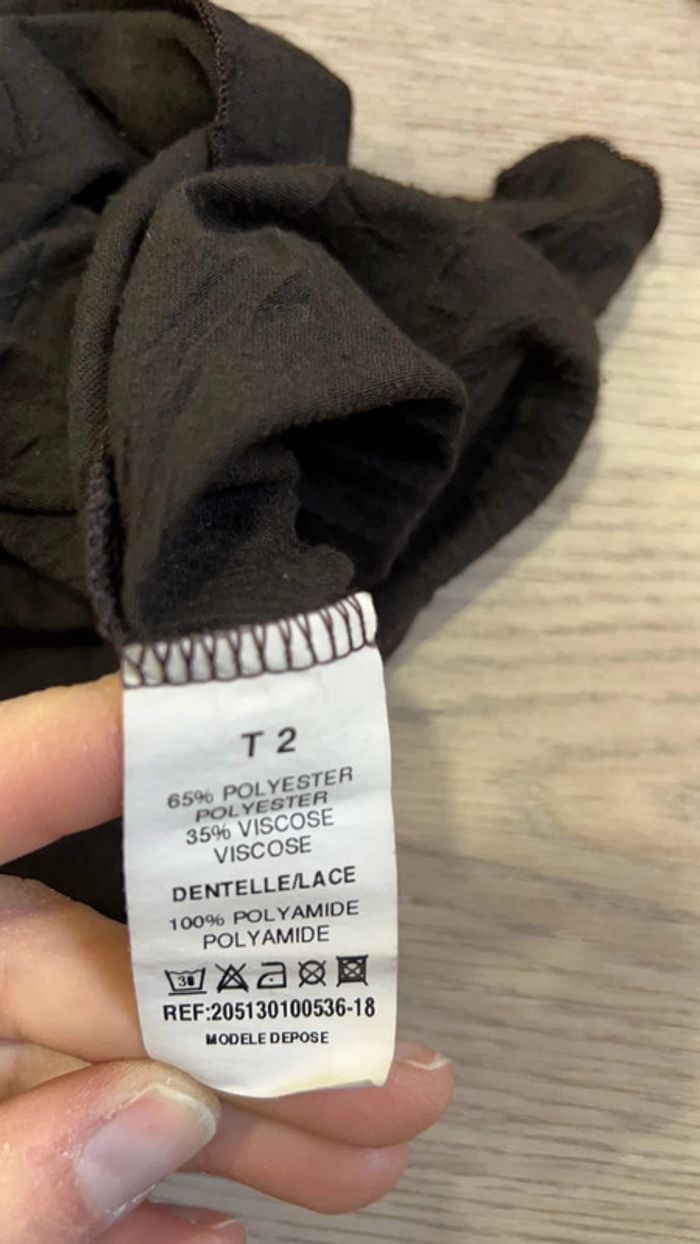 T 2
65% POLYESTER
POLYESTER
35% VISCOSE
VISCOSE
DENTELLE/LACE
100% POLYAMIDE
POLYAMIDE
30
REF:205130100536-18
MODELE DEPOSE